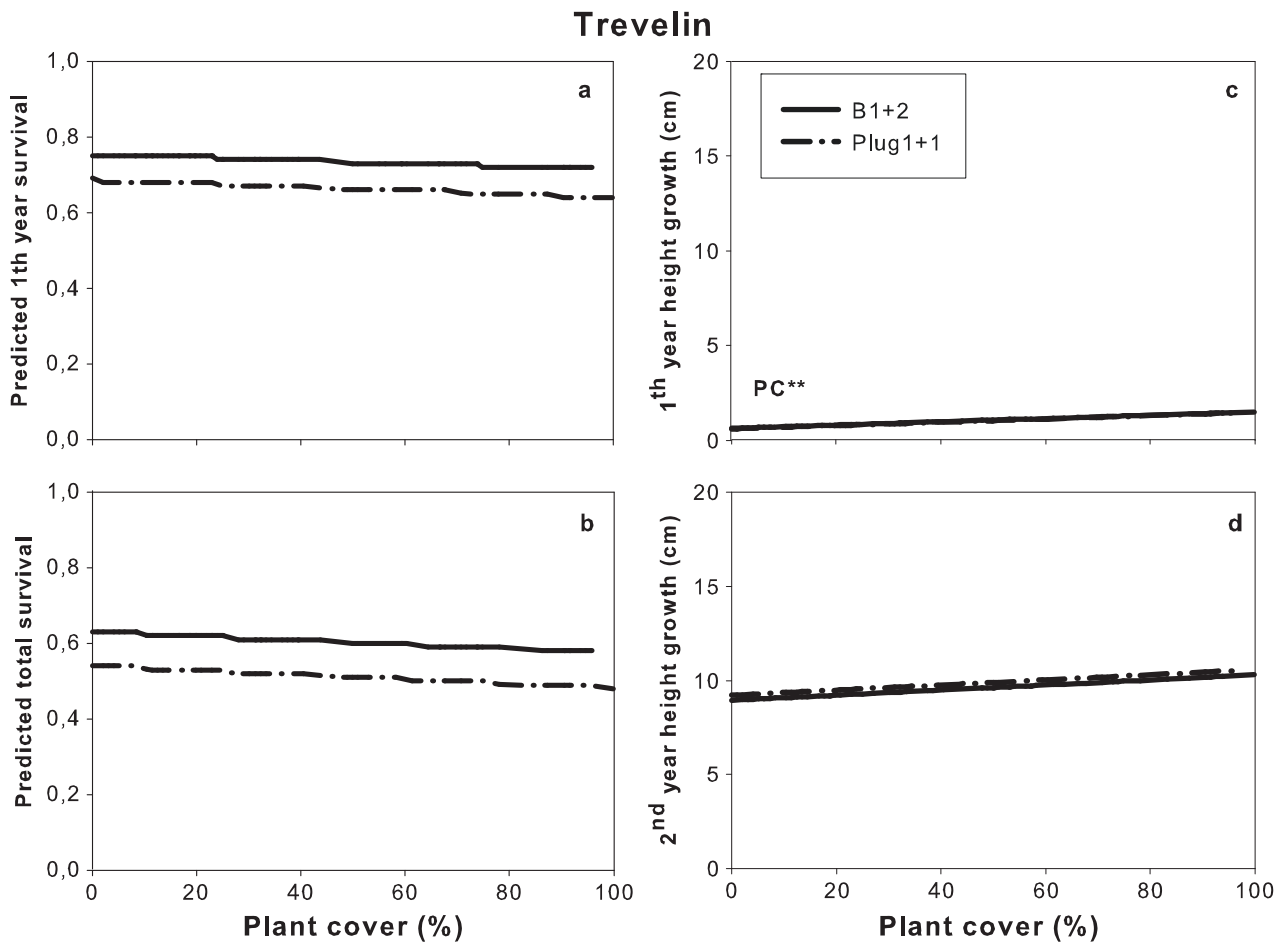 Trevelin
a
Predicted 1th year survival
1,0
0,8
0,6
0,4
0,2
0,0
c
B1+2
Plug1+1
PC**
1th year height growth (cm)
20
15
10
5
0
b
Predicted total survival
1,0
0,8
0,6
0,4
0,2
0,0
0 20 40 60 80 100
Plant cover (%)
d
2nd year height growth (cm)
20
15
10
5
0
0 20 40 60 80 100
Plant cover (%)